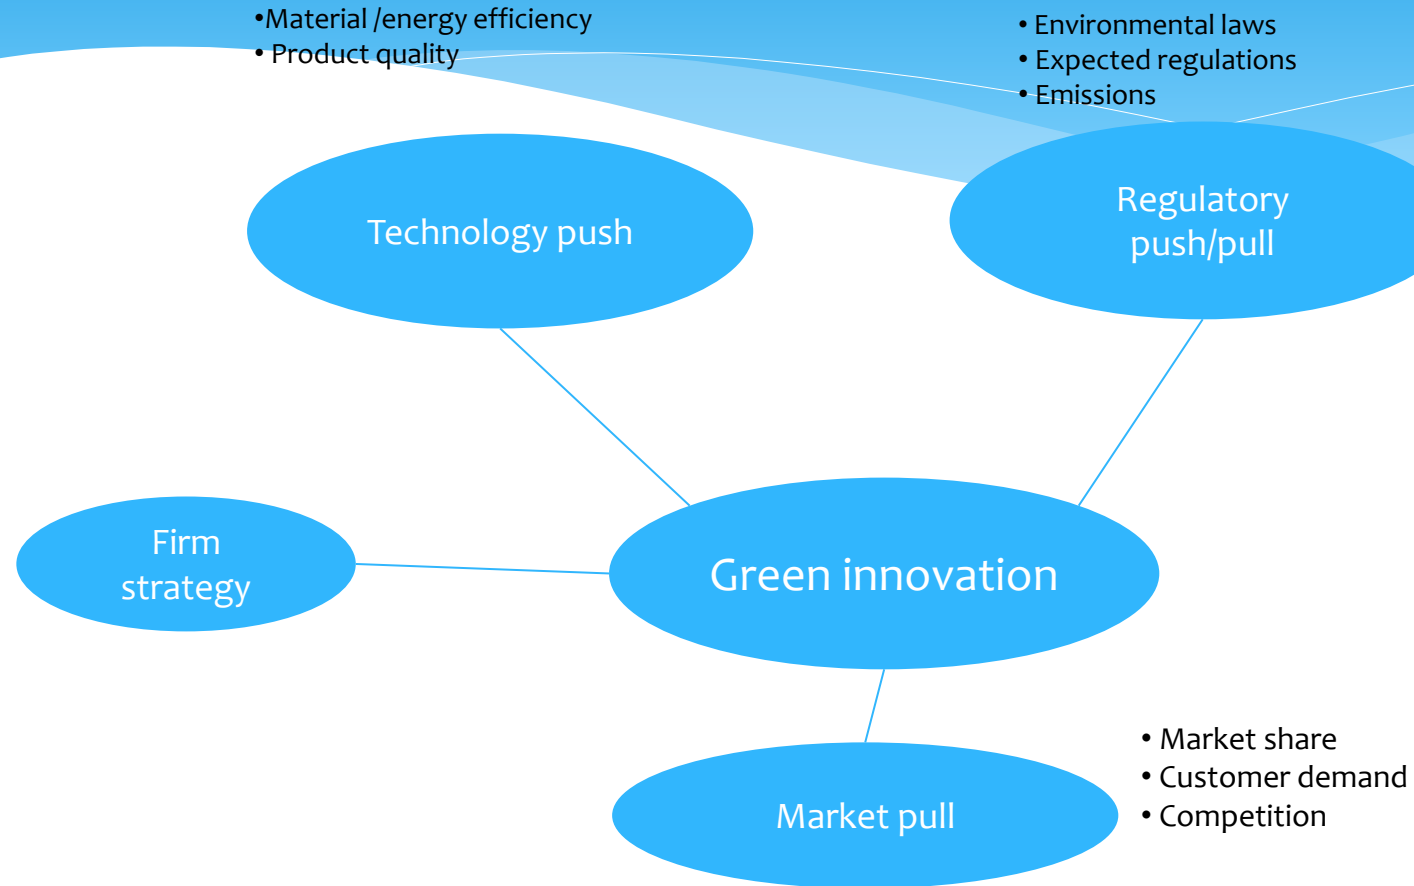 •Material /energy efficiency
• Product quality
• Environmental laws
• Expected regulations
• Emissions
Technology push
Regulatory
push/pull
Firm
strategy
Green innovation
Market pull
• Market share
• Customer demand
• Competition